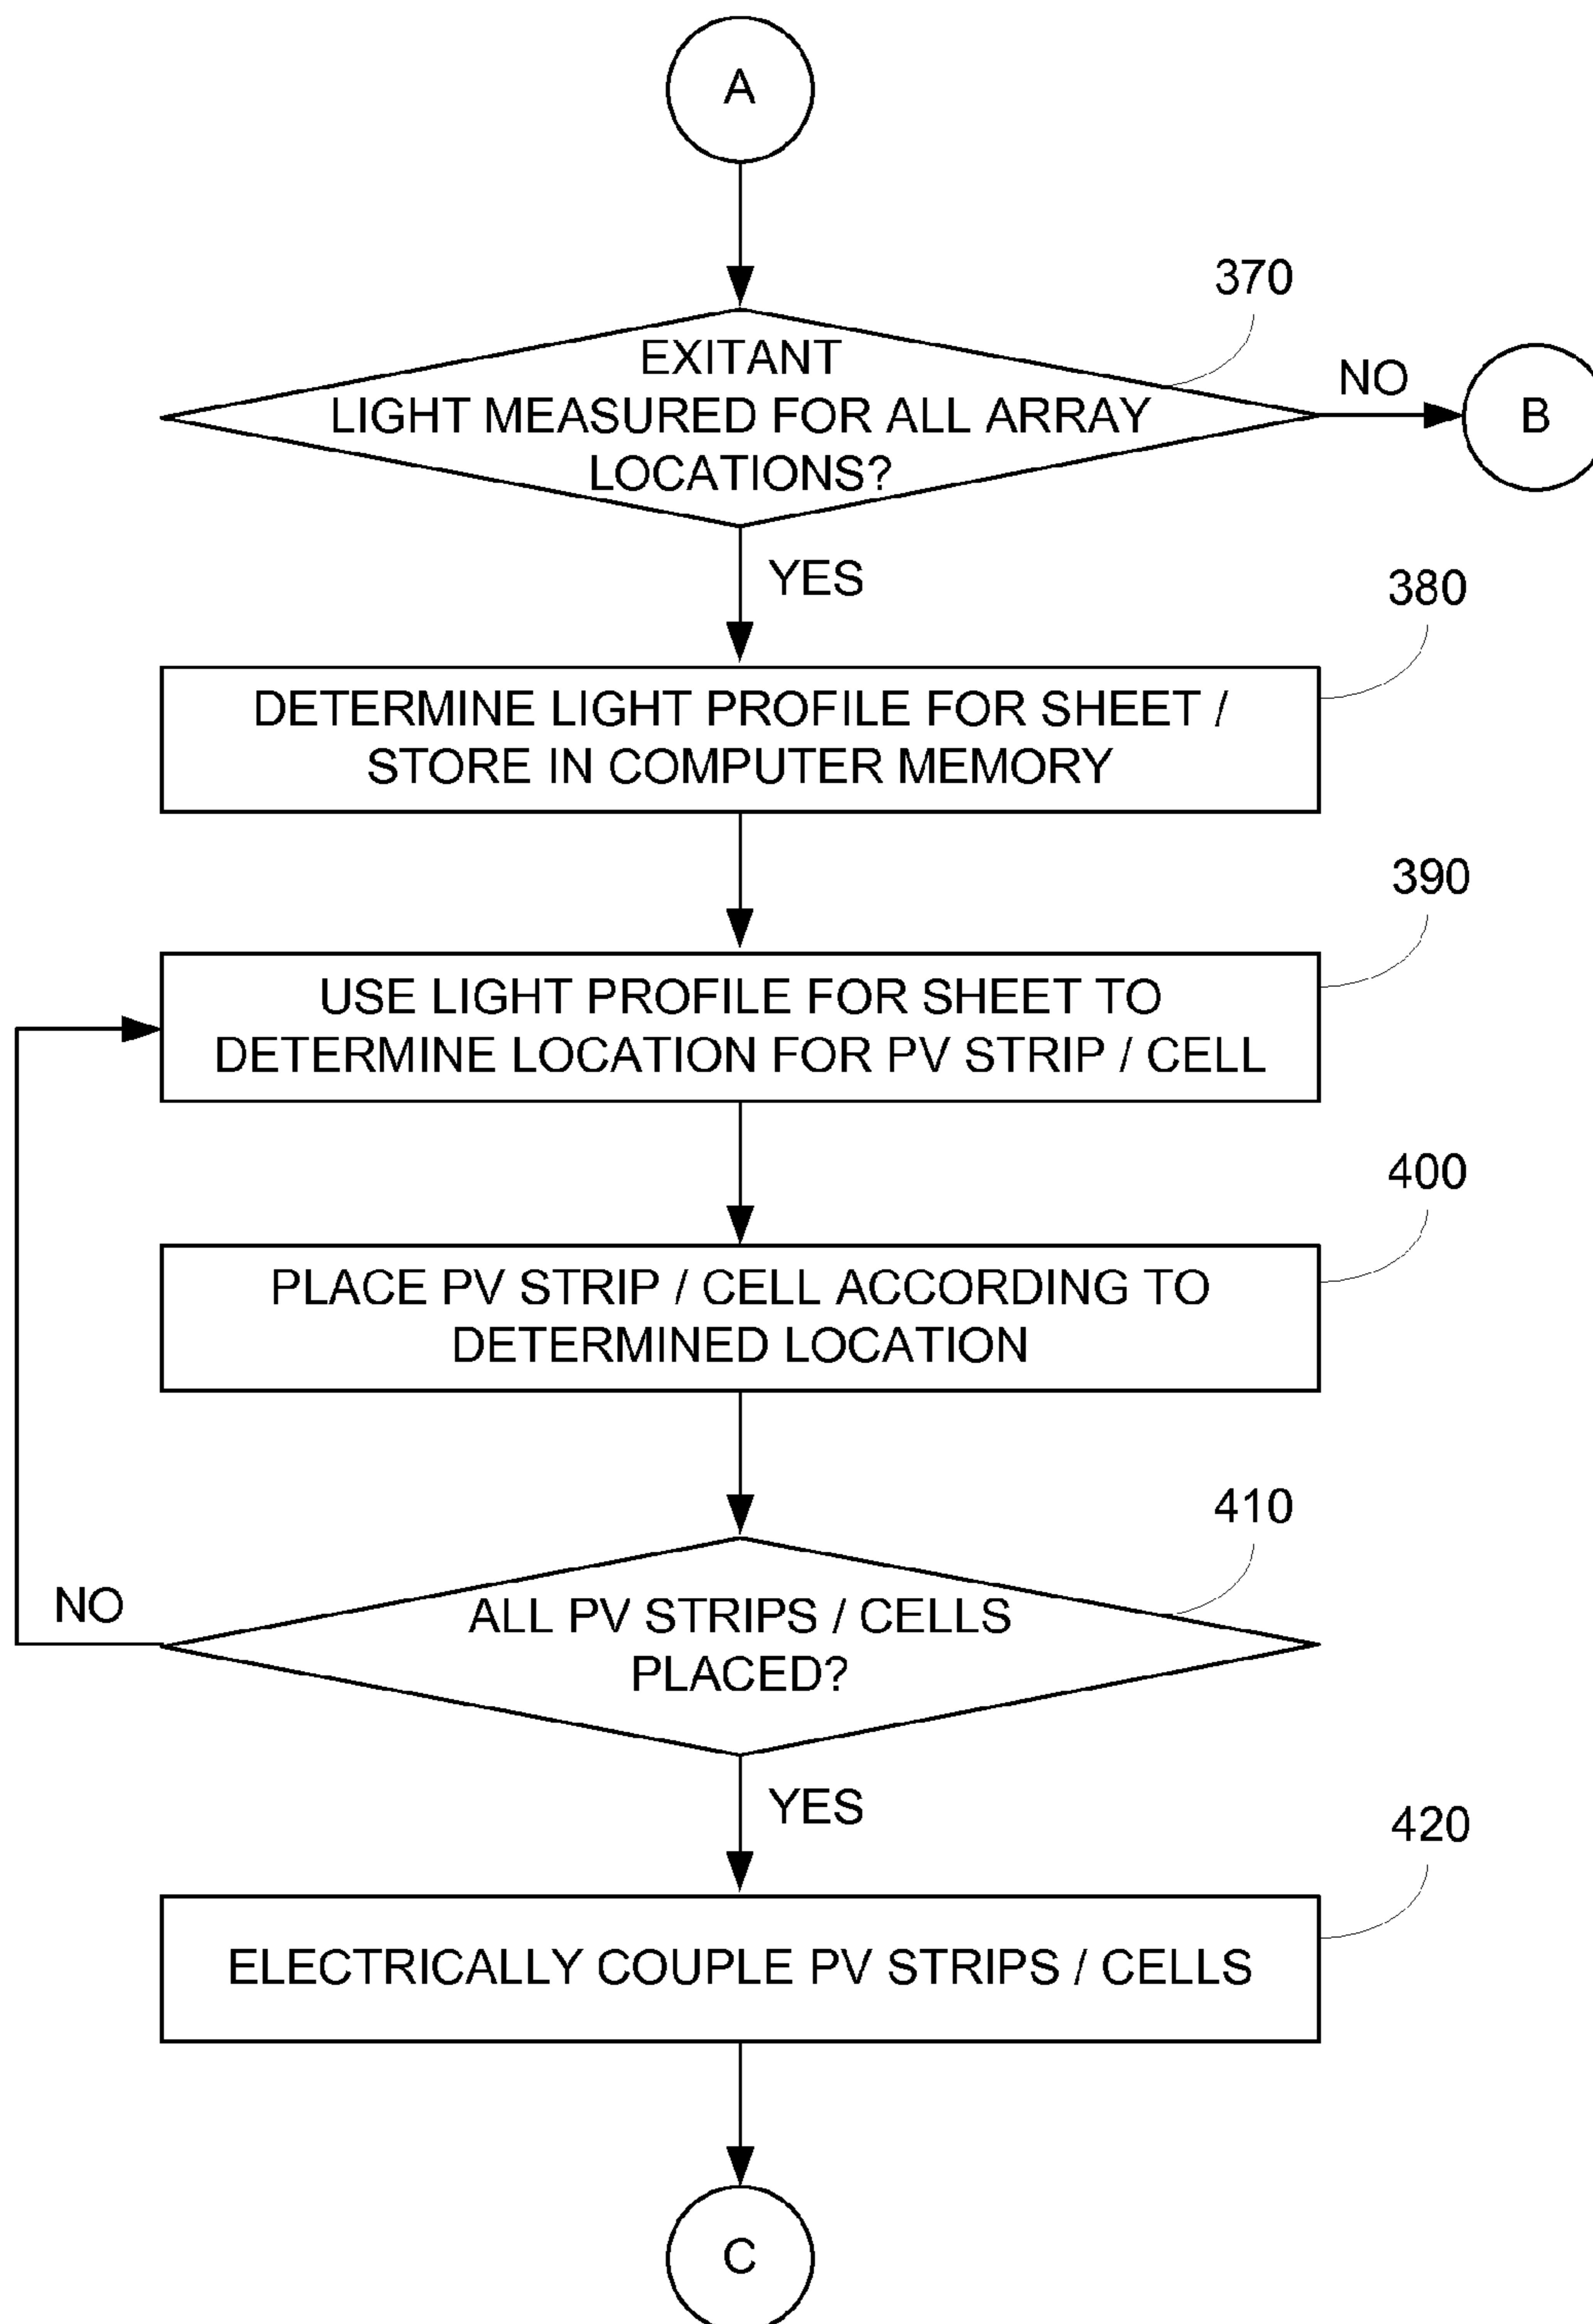 A
370
EXITANT
LIGHT MEASURED FOR ALL ARRAY
LOCATIONS?
NO
B
YES
380
DETERMINE LIGHT PROFILE FOR SHEET /
STORE IN COMPUTER MEMORY
390
USE LIGHT PROFILE FOR SHEET TO
DETERMINE LOCATION FOR PV STRIP / CELL
400
PLACE PV STRIP / CELL ACCORDING TO
DETERMINED LOCATION
410
NO
ALL PV STRIPS / CELLS
PLACED?
YES
420
ELECTRICALLY COUPLE PV STRIPS / CELLS
C